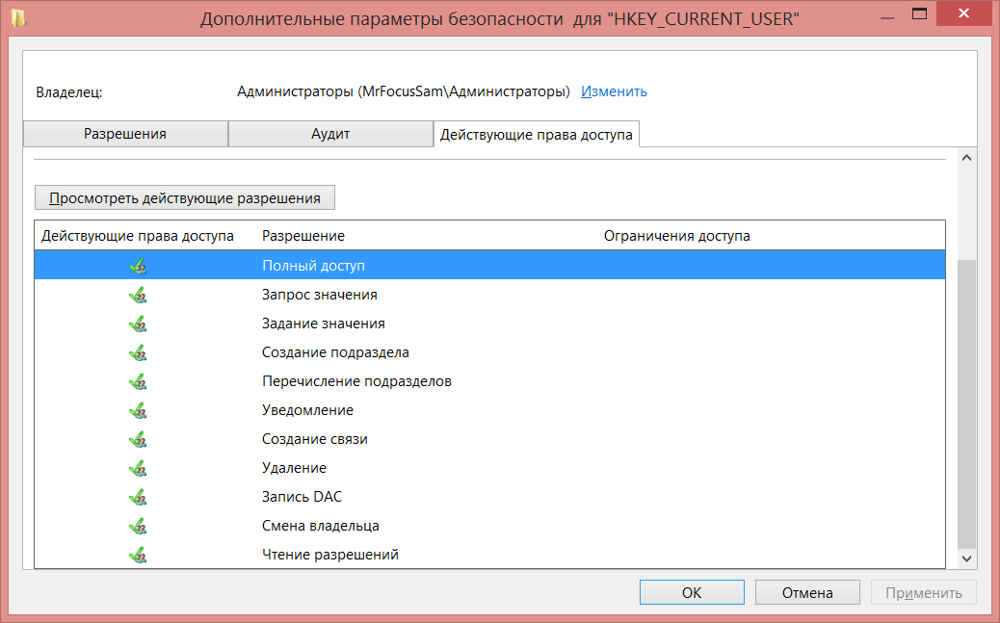 Дополнительные параметры безопасности для "HKEY_CURRENT_USER"
Владелец: Администраторы (MrFocusSam\Администраторы) Изменить
Разрешения Аудит Действующие права доступа
Просмотреть действующие разрешения
Действующие права доступа Разрешение Ограничения доступа
Полный доступ
Запрос значения
Задание значения
Создание подраздела
Перечисление подразделов
Уведомление
Создание связи
Удаление
Запись DAC
Смена владельца
Чтение разрешений
ОК Отмена Применить